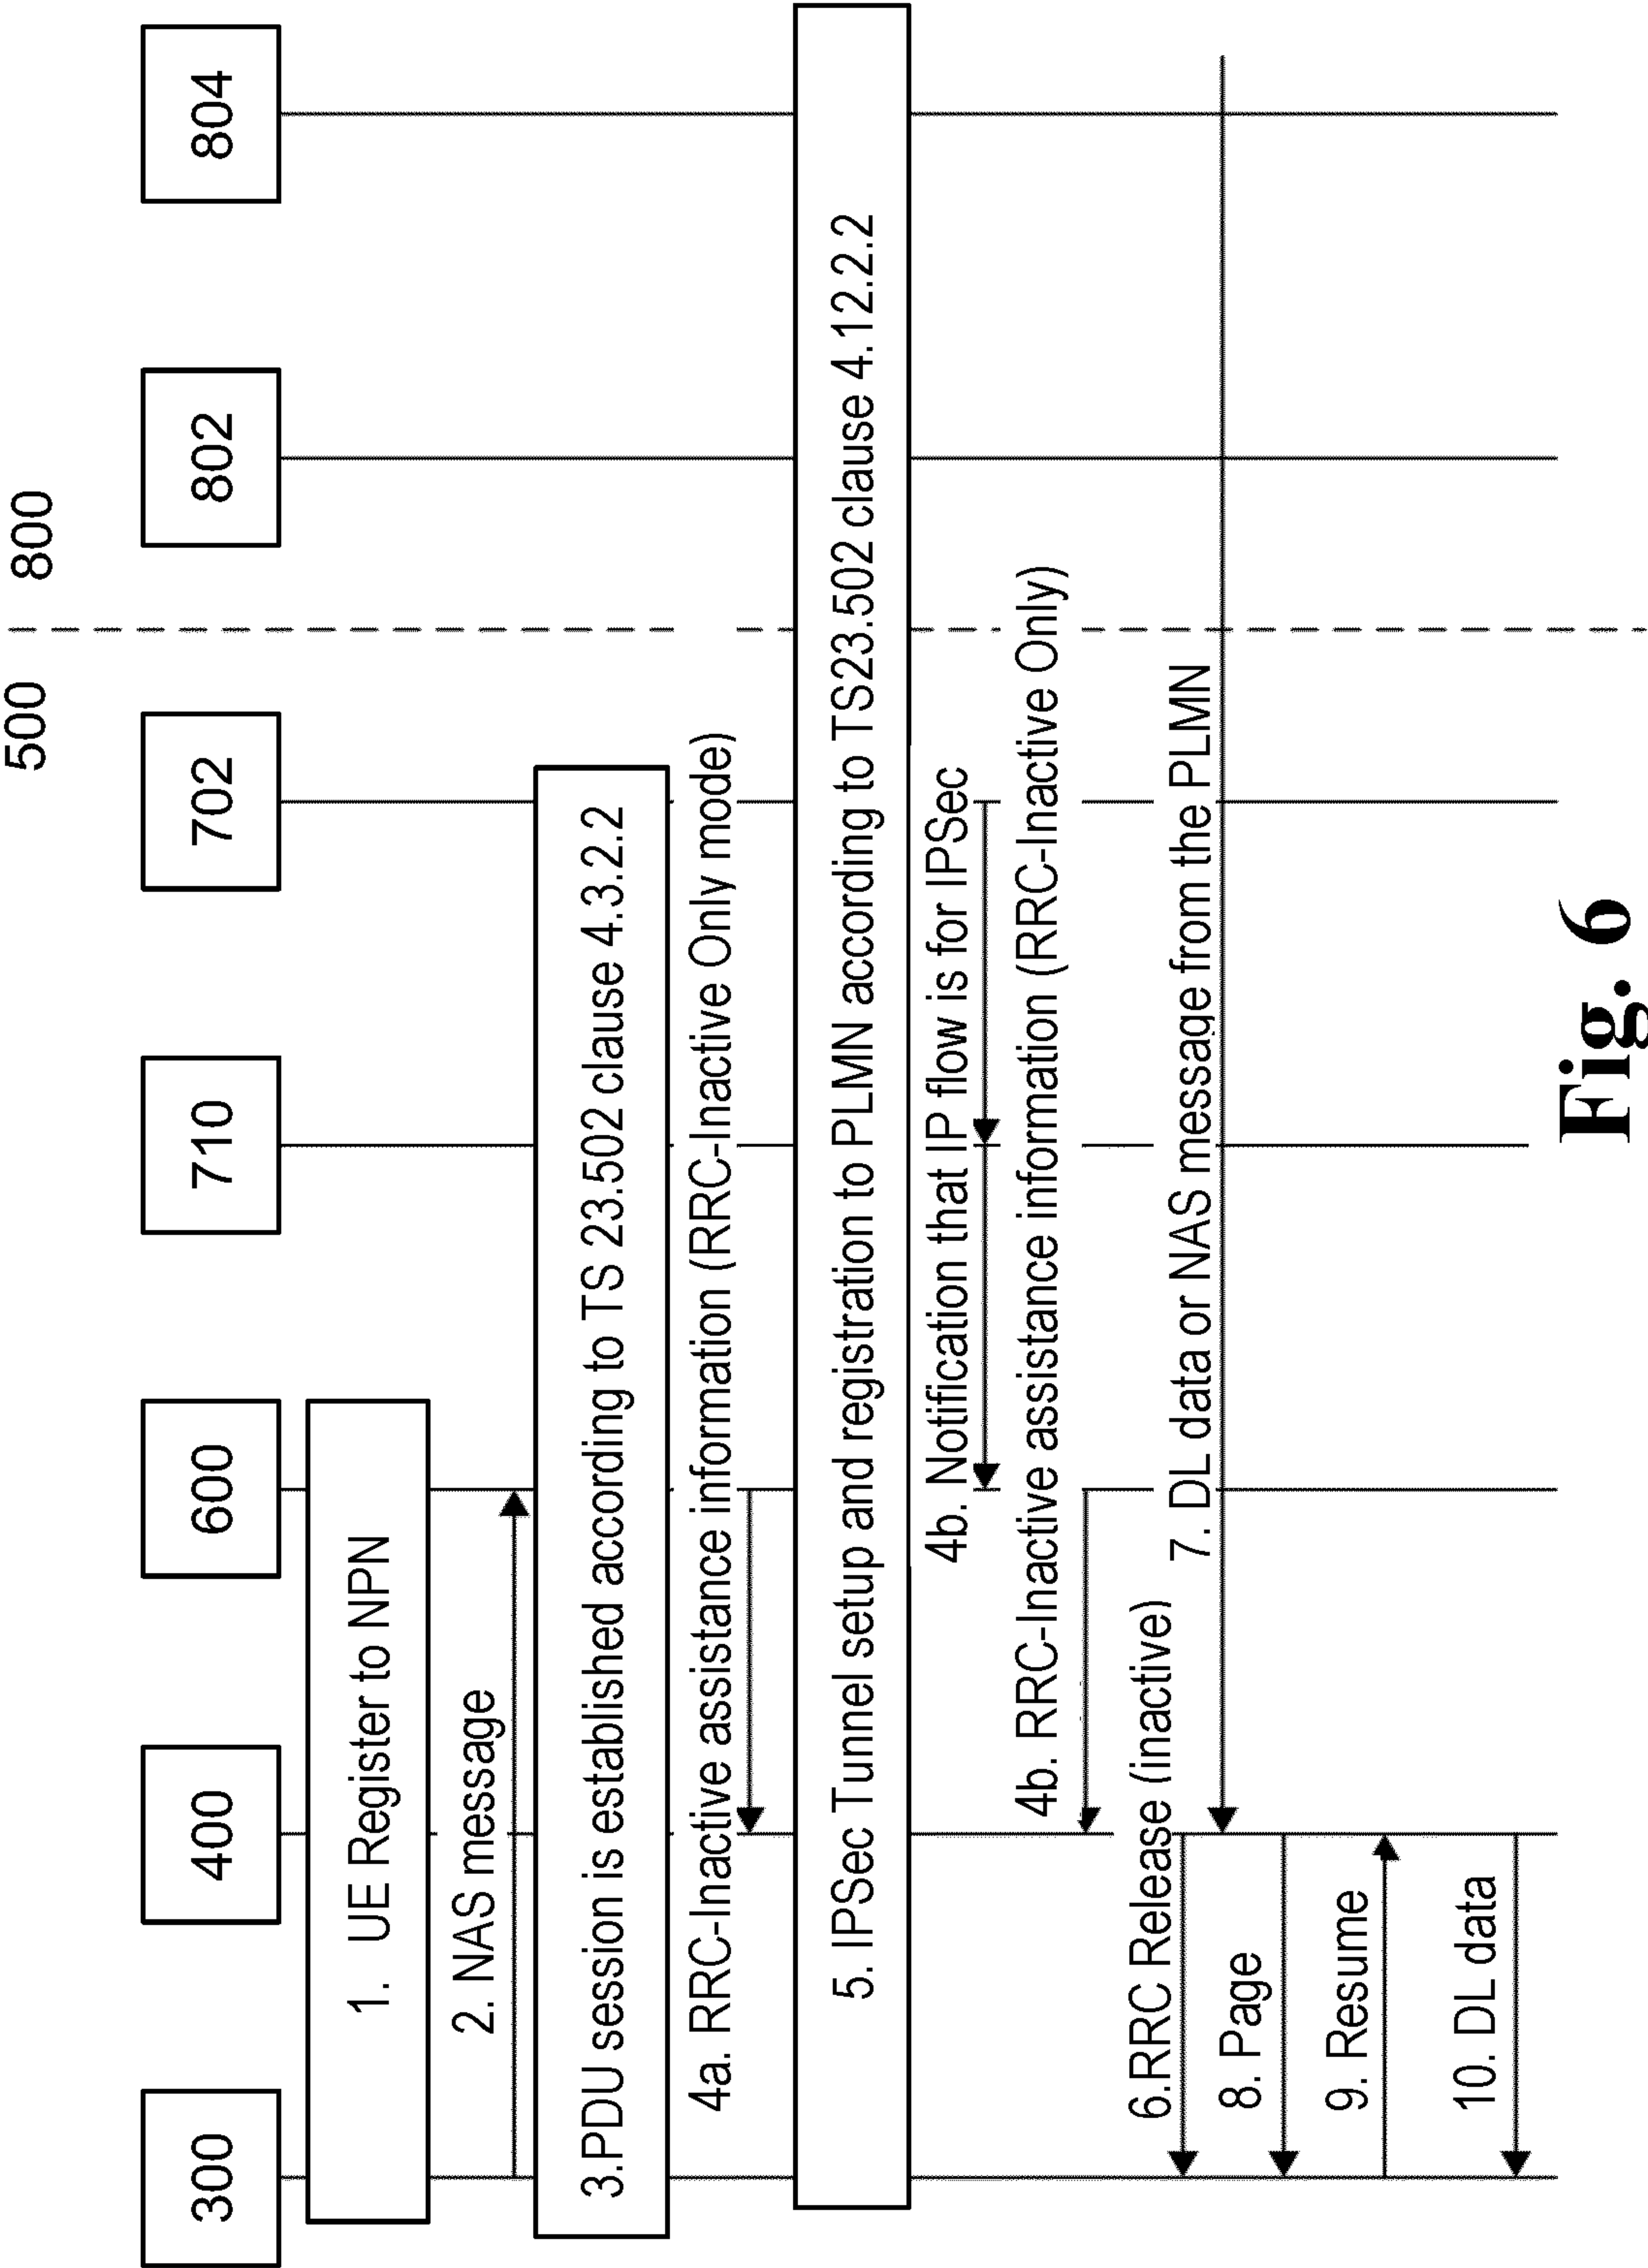 500
800
300
400
600
710
702
802
804
1. UE Register to NPN
2. NAS message
3.PDU session is established according to TS 23.502 clause 4.3.2.2
4a. RRC-Inactive assistance information (RRC-Inactive Only mode)
5. IPSec Tunnel setup and registration to PLMN according to TS23.502 clause 4.12.2.2
4b. Notification that IP flow is for IPSec
4b. RRC-Inactive assistance information (RRC-Inactive Only)
6.RRC Release (inactive)
7. DL data or NAS message from the PLMN
8. Page
9. Resume
10. DL data
Fig. 6